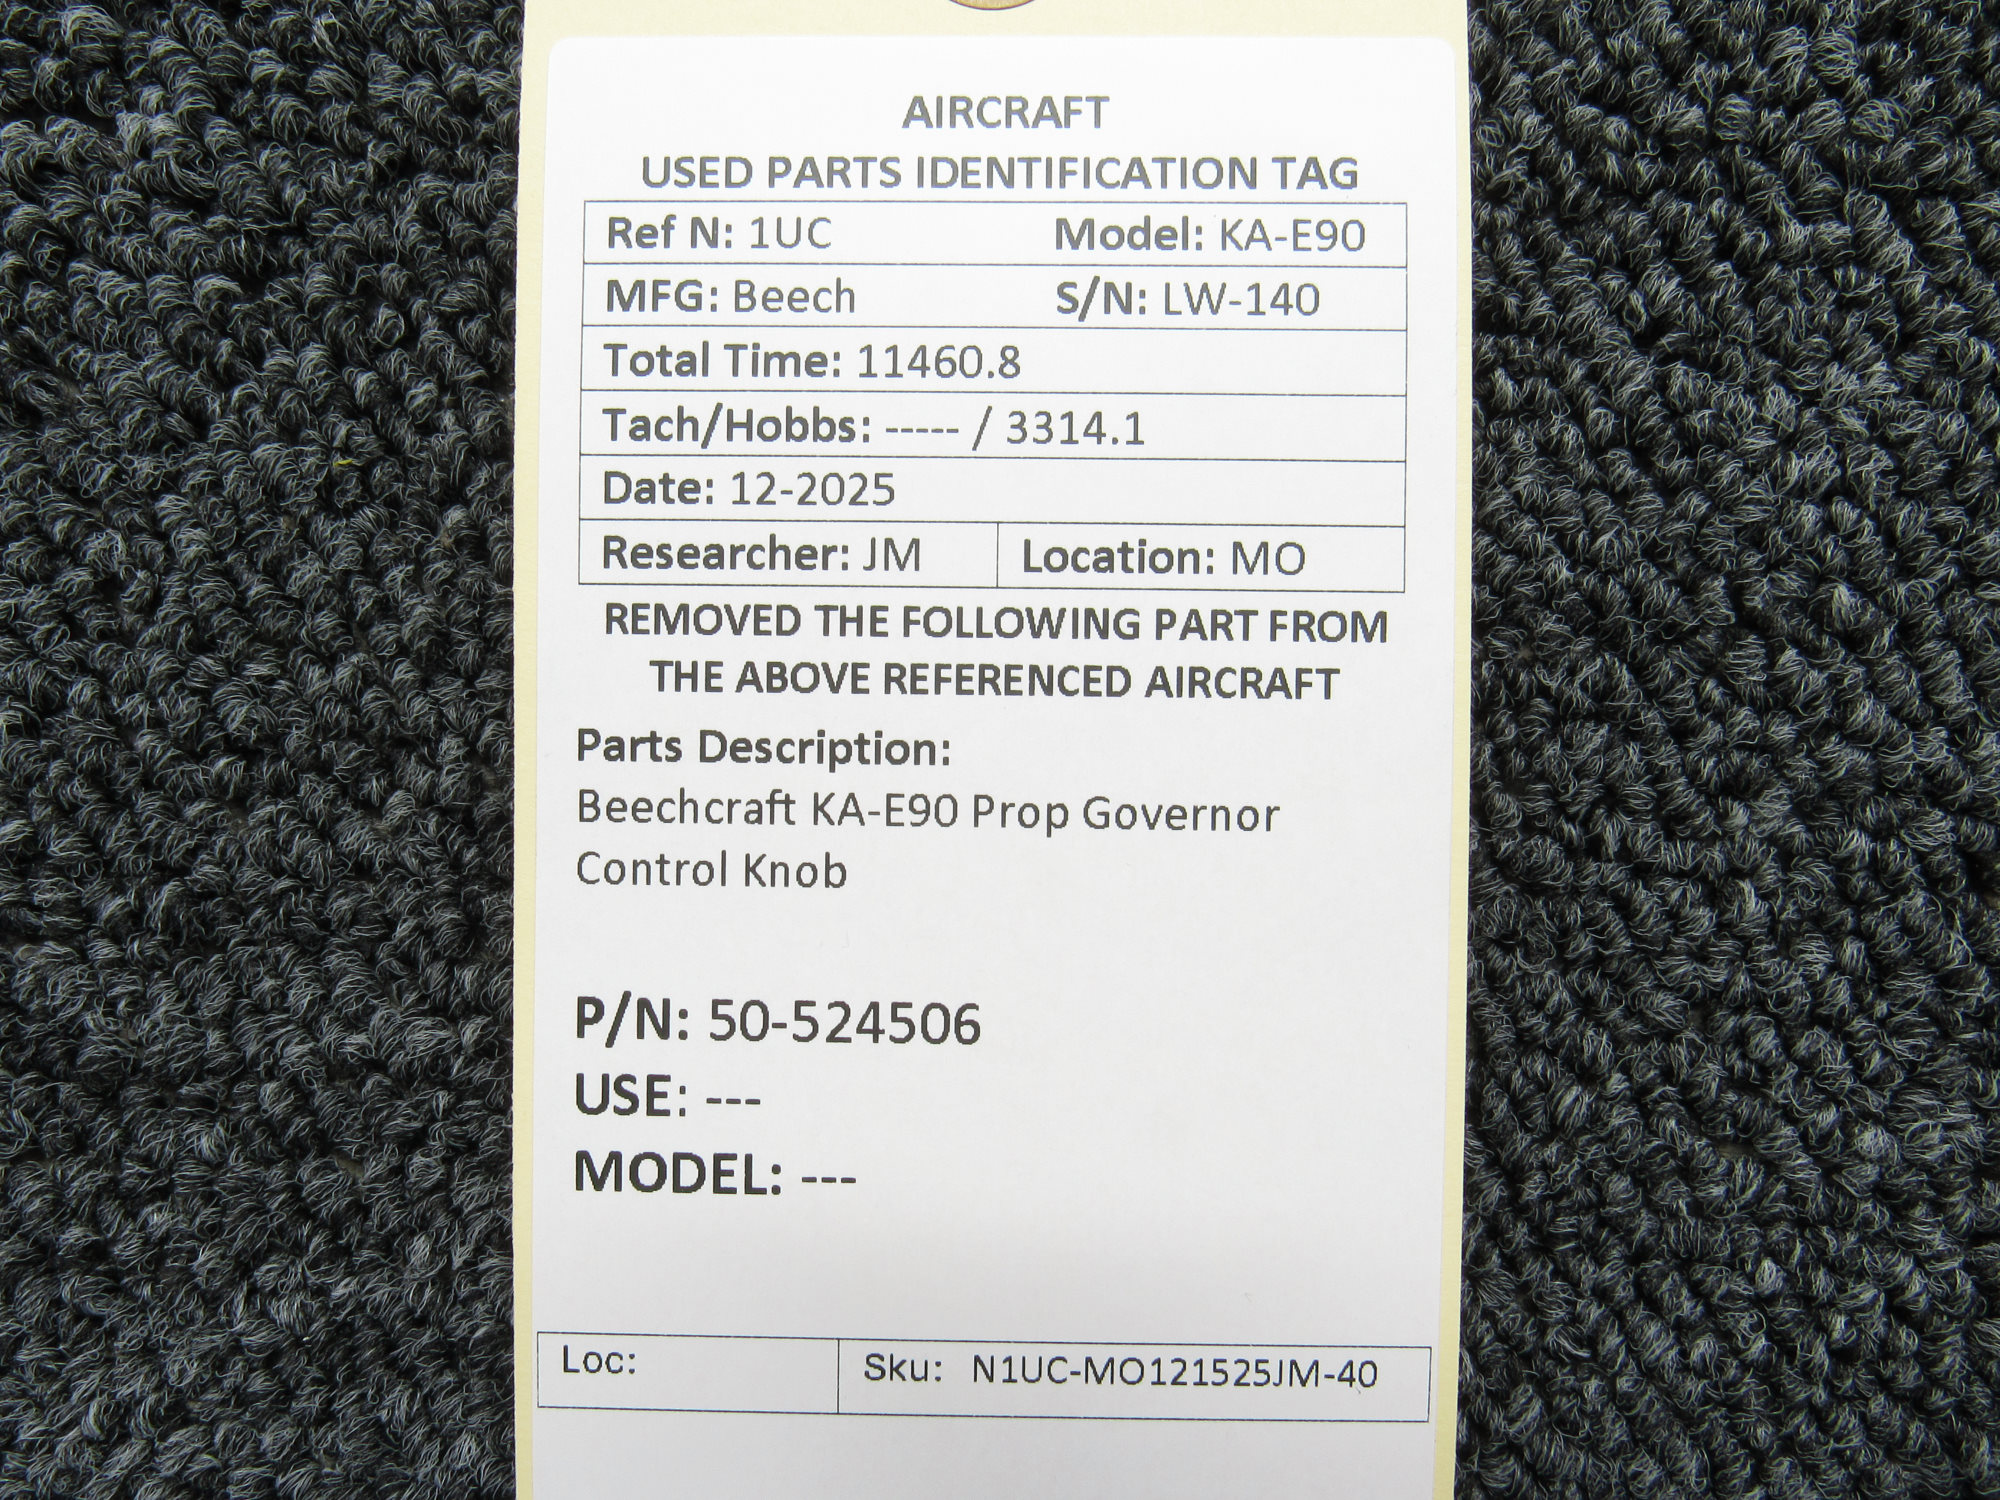 AIRCRAFT
USED PARTS IDENTIFICATION TAG
Ref N: 1UC Model: KA-E90
MFG: Beech S/N: LW-140
Total Time: 11460.8
Tach/Hobbs: ----- / 3314.1
Date: 12-2025
Researcher: JM Location: MO
REMOVED THE FOLLOWING PART FROM
THE ABOVE REFERENCED AIRCRAFT
Parts Description:
Beechcraft KA-E90 Prop Governor
Control Knob
P/N: 50-524506
USE: ---
MODEL: ---
Loc: Sku: N1UC-MO121525JM-40